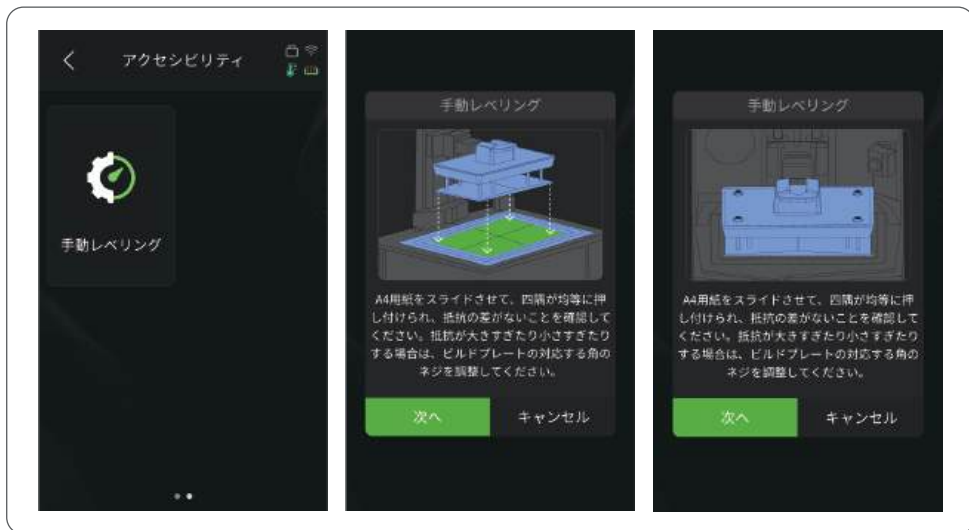 アクセシビリティ
手動レベリング
手動レベリング
A4用紙をスライドさせて、四隅が均等に押
し付けられ、抵抗の差がないことを確認して
ください。抵抗が大きすぎたり小さすぎたり
する場合は、ビルドプレートの対応する角の
ネジを調整してください。
次へ
キャンセル
手動レベリング
A4用紙をスライドさせて、四隅が均等に押
し付けられ、抵抗の差がないことを確認して
ください。抵抗が大きすぎたり小さすぎたり
する場合は、ビルドプレートの対応する角の
ネジを調整してください。
次へ
キャンセル